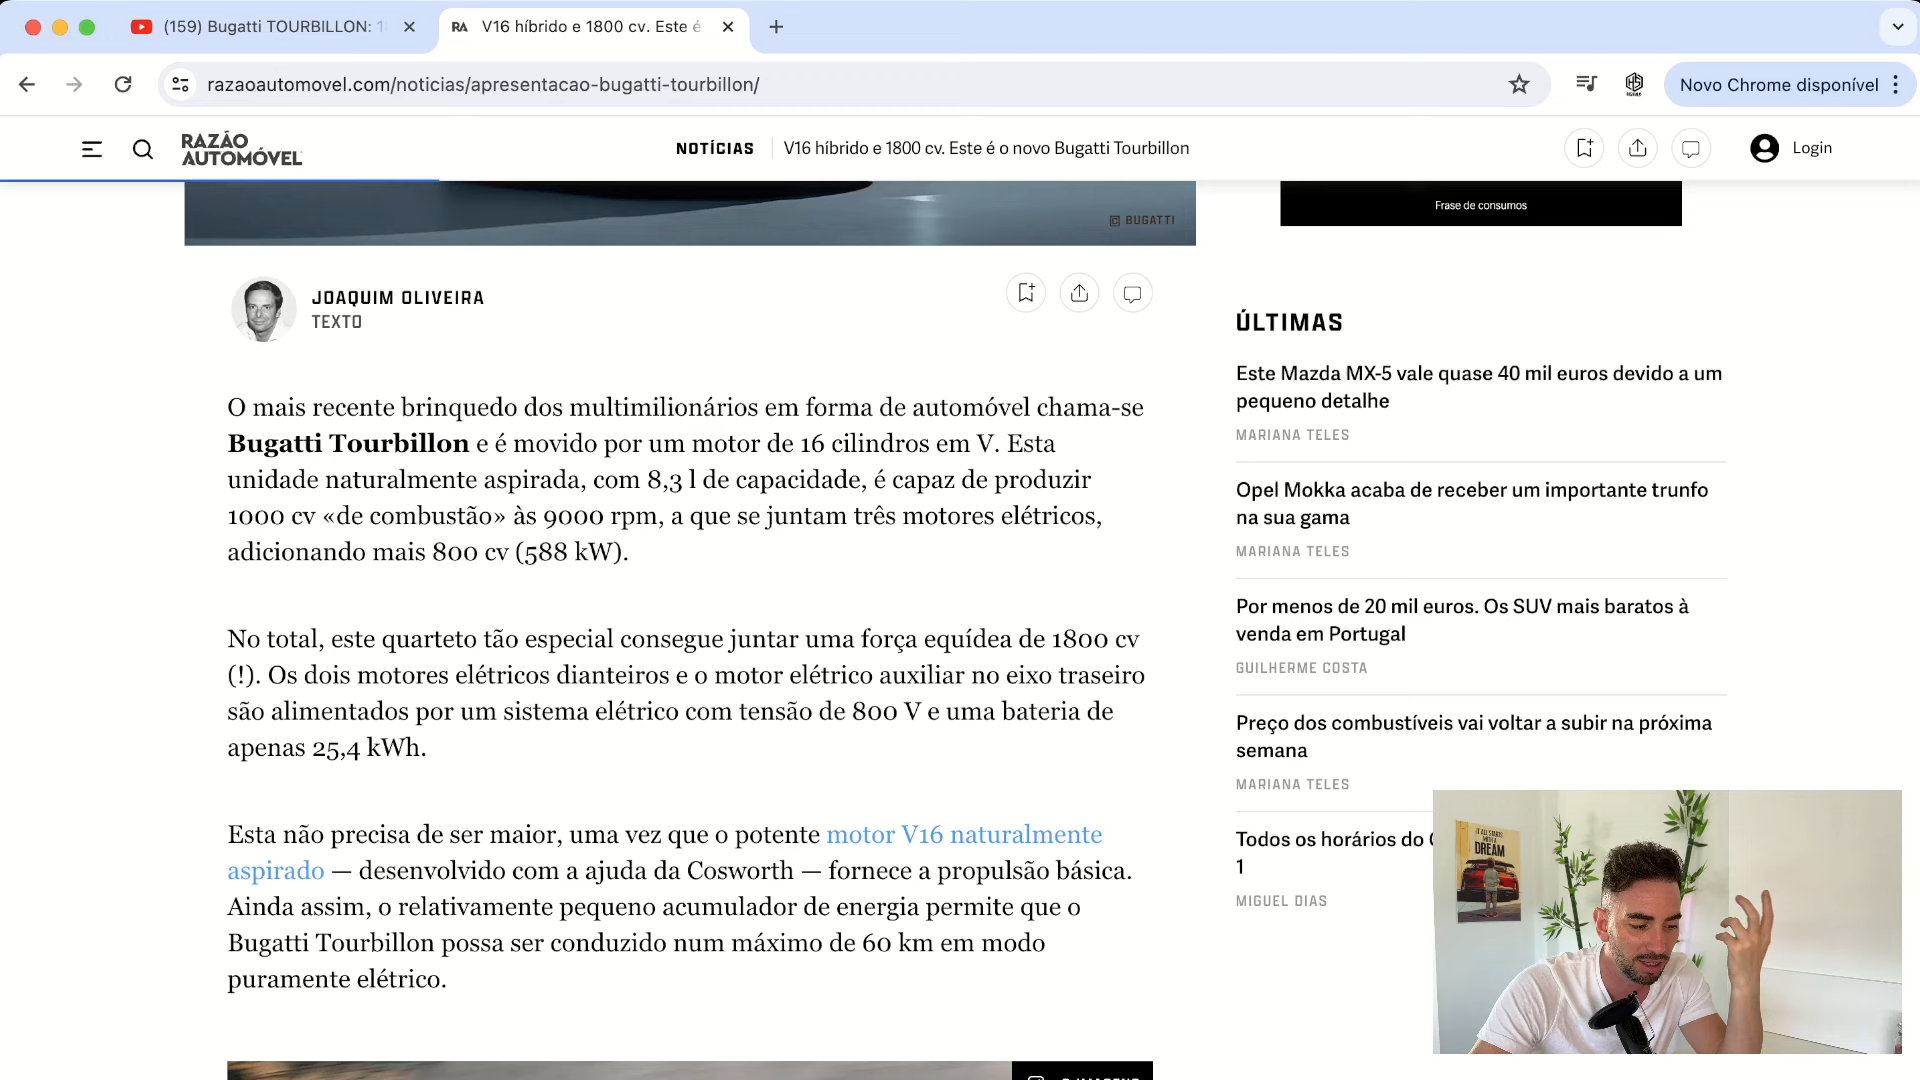 (159) Bugatti TOURBILLON:
V16 híbrido e 1800 cv. Este é
razaoautomovel.com/noticias/apresentacao-bugatti-tourbillon/
Novo Chrome disponível
RAZÃO
AUTOMÓVEL
NOTÍCIAS
V16 híbrido e 1800 cv. Este é o novo Bugatti Tourbillon
Login
BUGATTI
Frase de consumos
JOAQUIM OLIVEIRA
TEXTO
O mais recente brinquedo dos multimilionários em forma de automóvel chama-se
Bugatti Tourbillon e é movido por um motor de 16 cilindros em V. Esta
unidade naturalmente aspirada, com 8,3 l de capacidade, é capaz de produzir
1000 cv «de combustão» às 9000 rpm, a que se juntam três motores elétricos,
adicionando mais 800 cv (588 kW).
No total, este quarteto tão especial consegue juntar uma força equídea de 1800 cv
(!). Os dois motores elétricos dianteiros e o motor elétrico auxiliar no eixo traseiro
são alimentados por um sistema elétrico com tensão de 800 V e uma bateria de
apenas 25,4 kWh.
Esta não precisa de ser maior, uma vez que o potente motor V16 naturalmente
aspirado — desenvolvido com a ajuda da Cosworth — fornece a propulsão básica.
Ainda assim, o relativamente pequeno acumulador de energia permite que o
Bugatti Tourbillon possa ser conduzido num máximo de 60 km em modo
puramente elétrico.
ÚLTIMAS
Este Mazda MX-5 vale quase 40 mil euros devido a um
pequeno detalhe
MARIANA TELES
Opel Mokka acaba de receber um importante trunfo
na sua gama
MARIANA TELES
Por menos de 20 mil euros. Os SUV mais baratos à
venda em Portugal
GUILHERME COSTA
Preço dos combustíveis vai voltar a subir na próxima
semana
MARIANA TELES
Todos os horários do
1
MIGUEL DIAS
IT ALL STARTS
WITH A
DREAM